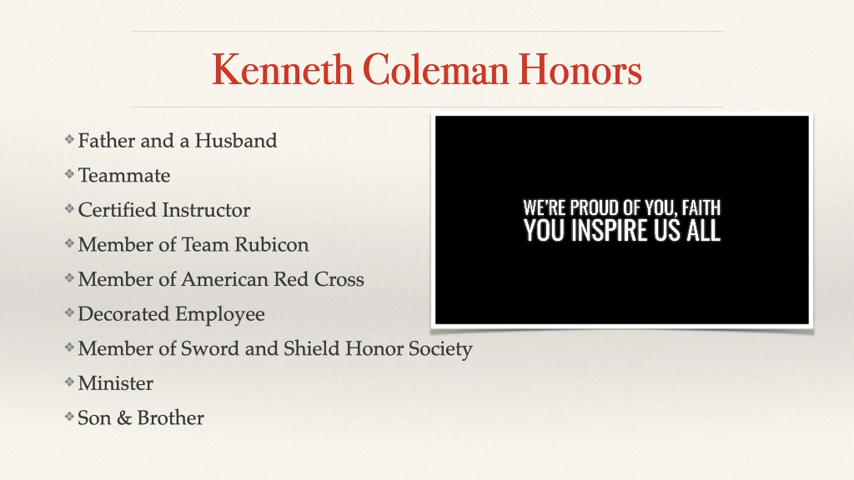 Kenneth Coleman Honors
Father and a Husband
Teammate
Certified Instructor
Member of Team Rubicon
Member of American Red Cross
Decorated Employee
Member of Sword and Shield Honor Society
Minister
Son & Brother
WE'RE PROUD OF YOU, FAITH
YOU INSPIRE US ALL